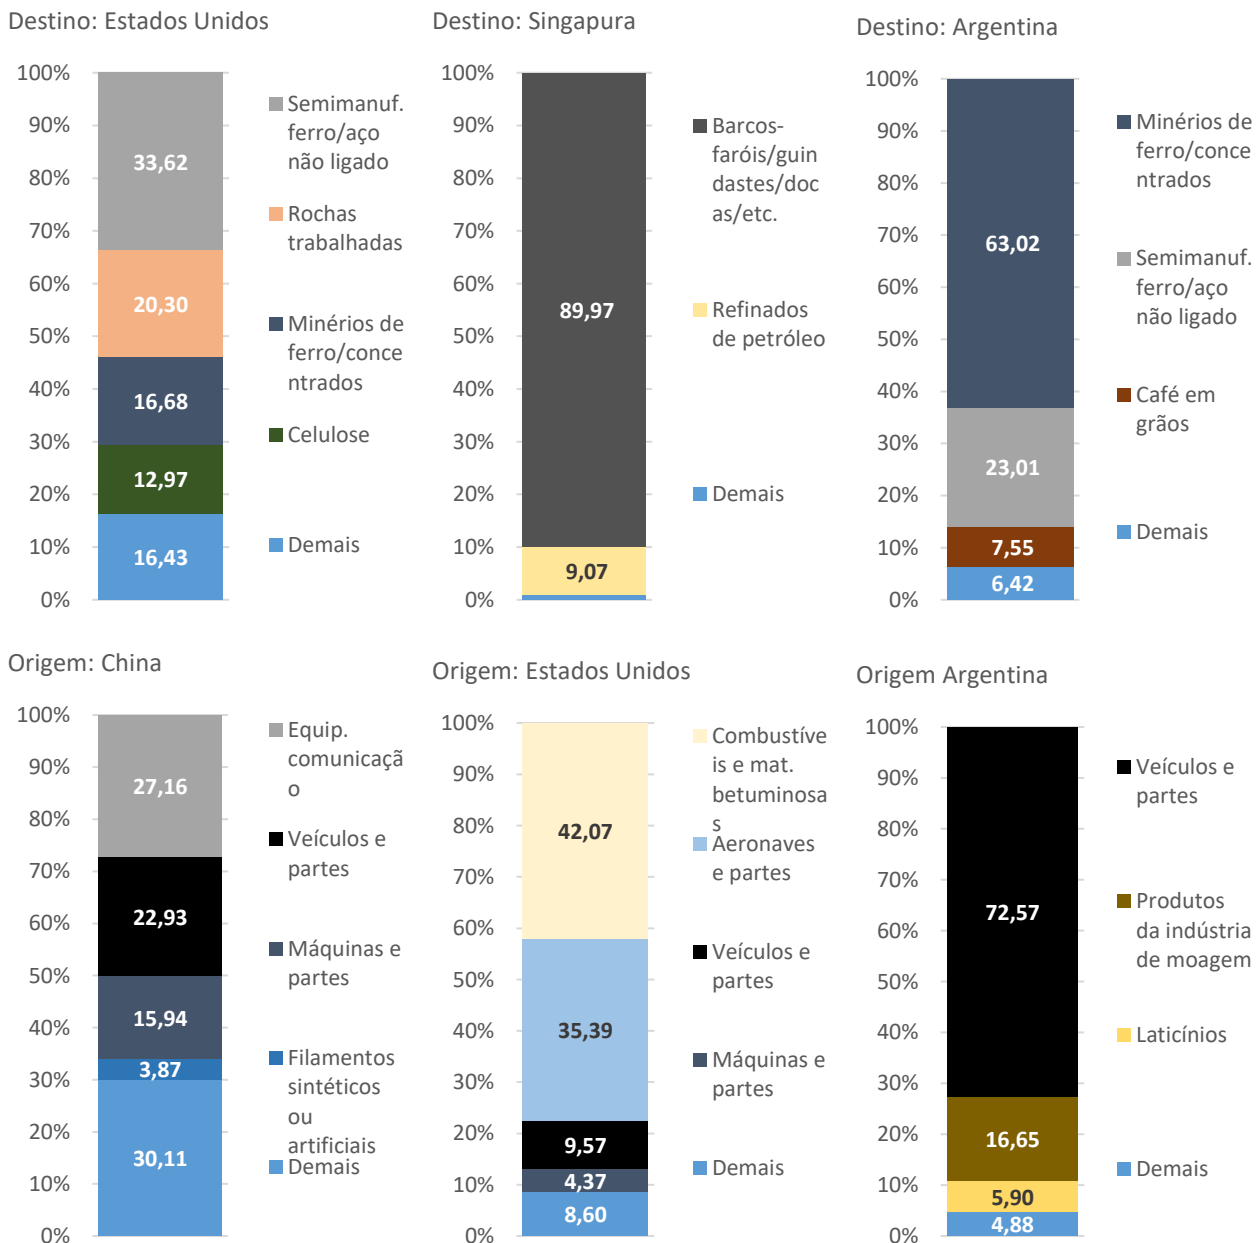 Destino: Estados Unidos
100%
90%
80%
70%
60%
50%
40%
30%
20%
10%
0%
33,62
20,30
16,68
12,97
16,43
Semimanuf.
ferro/aço
não ligado
Rochas
trabalhadas
Minérios de
ferro/conce
ntrados
Celulose
Demais
Destino: Singapura
100%
90%
80%
70%
60%
50%
40%
30%
20%
10%
0%
89,97
9,07
Barcos-
faróis/guin
dastes/doc
as/etc.
Refinados
de petróleo
Demais
Destino: Argentina
100%
90%
80%
70%
60%
50%
40%
30%
20%
10%
0%
63,02
23,01
7,55
6,42
Minérios de
ferro/conce
ntrados
Semimanuf.
ferro/aço
não ligado
Café em
grãos
Demais
Origem: China
100%
90%
80%
70%
60%
50%
40%
30%
20%
10%
0%
27,16
22,93
15,94
3,87
30,11
Equip.
comunicaçã
o
Veículos e
partes
Máquinas e
partes
Filamentos
sintéticos
ou
artificiais
Demais
Origem: Estados Unidos
100%
90%
80%
70%
60%
50%
40%
30%
20%
10%
0%
42,07
35,39
9,57
4,37
8,60
Combustíve
is e mat.
betuminosa
s
Aeronaves
e partes
Veículos e
partes
Máquinas e
partes
Demais
Origem Argentina
100%
90%
80%
70%
60%
50%
40%
30%
20%
10%
0%
72,57
16,65
5,90
4,88
Veículos e
partes
Produtos
da indústria
de moagem
Laticínios
Demais